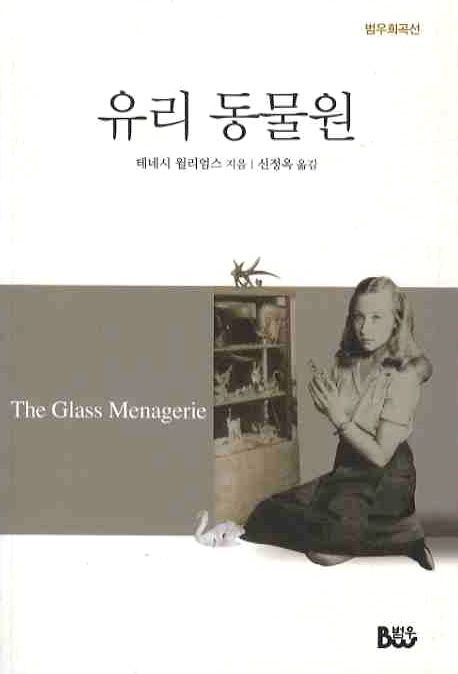 범우희곡선
유리 동물원
테네시 윌리엄스 지음 | 신정옥 옮김
The Glass Menagerie
범우
Bw